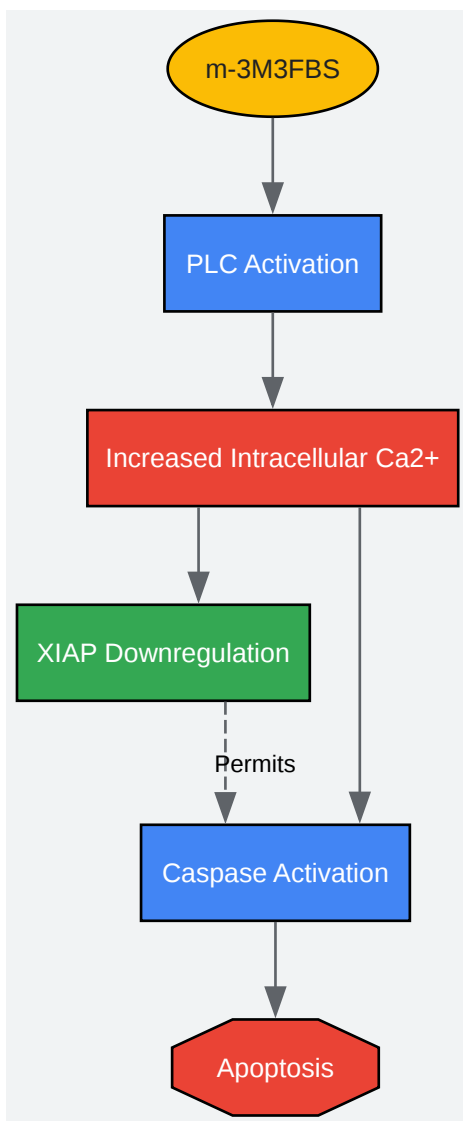 m-3M3FBS
PLC Activation
Increased Intracellular Ca2+
XIAP Downregulation
Permits
Caspase Activation
Apoptosis